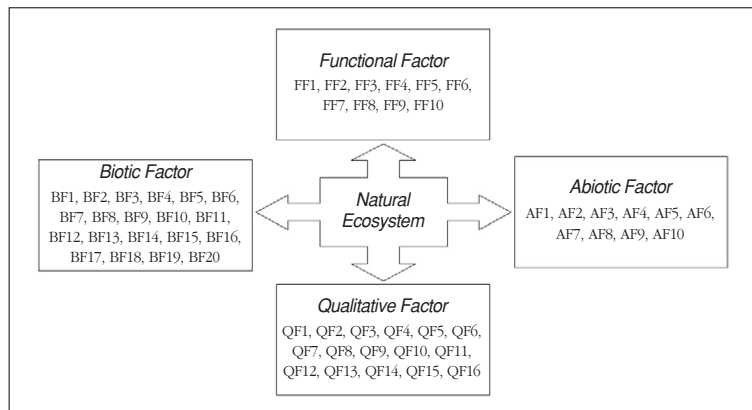 Functional Factor
FF1, FF2, FF3, FF4, FF5, FF6,
FF7, FF8, FF9, FF10
Biotic Factor
BF1, BF2, BF3, BF4, BF5, BF6,
BF7, BF8, BF9, BF10, BF11,
BF12, BF13, BF14, BF15, BF16,
BF17, BF18, BF19, BF20
Natural
Ecosystem
Abiotic Factor
AF1, AF2, AF3, AF4, AF5, AF6,
AF7, AF8, AF9, AF10
Qualitative Factor
QF1, QF2, QF3, QF4, QF5, QF6,
QF7, QF8, QF9, QF10, QF11,
QF12, QF13, QF14, QF15, QF16